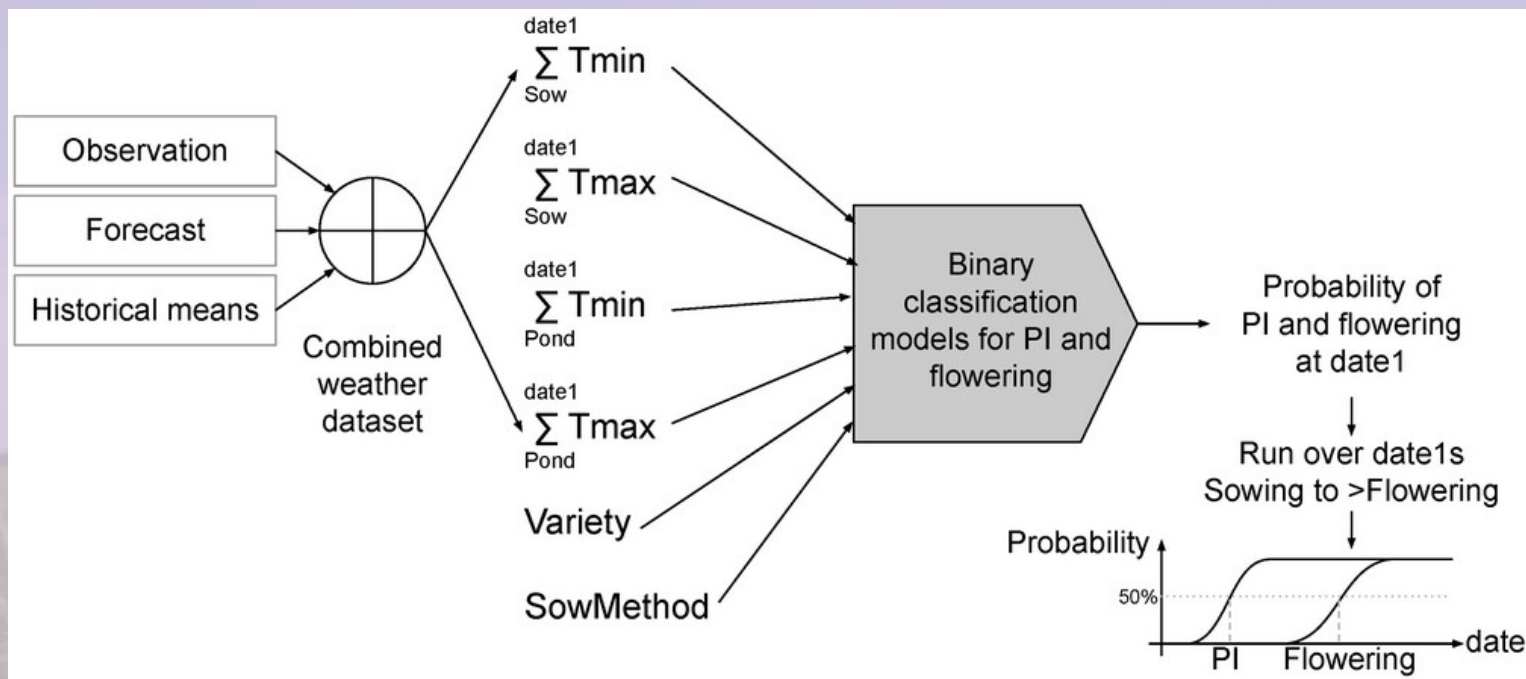 Observation
Forecast
Historical means
Combined
weather
dataset
date1
∑ Tmin
Sow
date1
∑ Tmax
Sow
date1
∑ Tmin
Pond
date1
∑ Tmax
Pond
Variety
SowMethod
Binary
classification
models for PI and
flowering
Probability of
PI and flowering
at date1
Run over date1s
Sowing to >Flowering
Probability
50%
date
PI Flowering